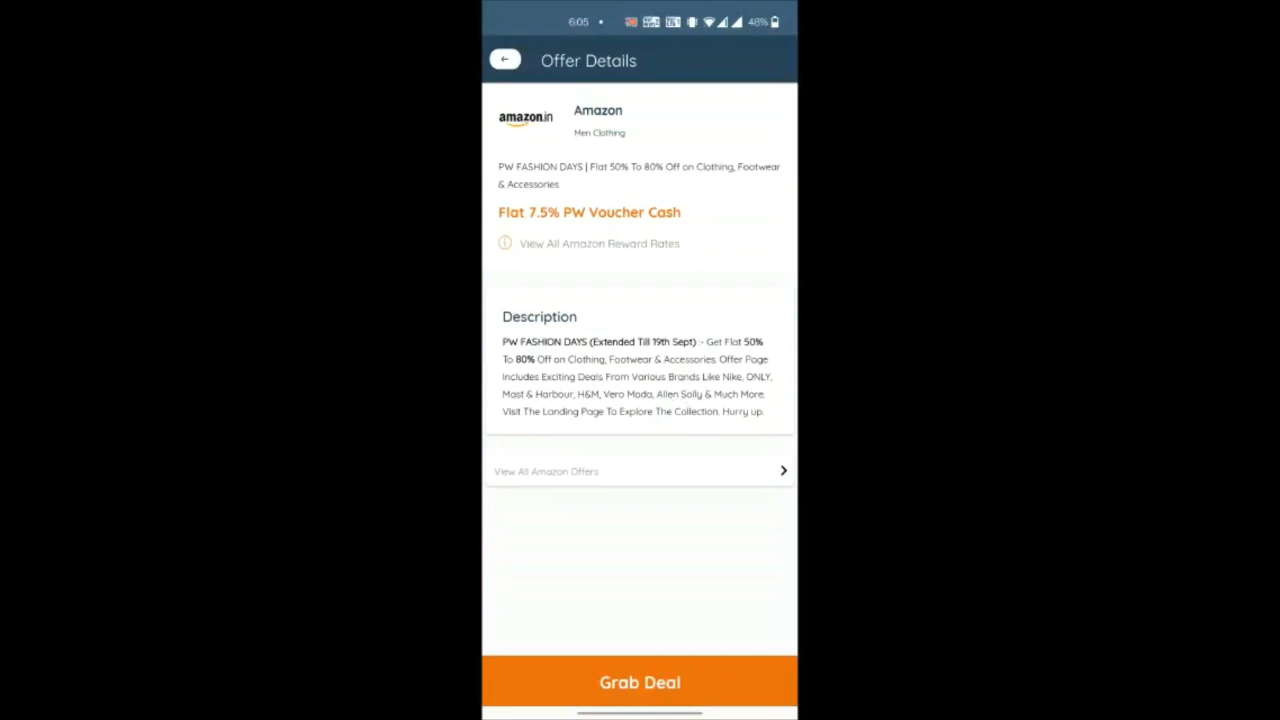 6:05
48%
Offer Details
amazon.in
Amazon
Men Clothing
PW FASHION DAYS | Flat 50% To 80% Off on Clothing, Footwear
& Accessories
Flat 7.5% PW Voucher Cash
View All Amazon Reward Rates
Description
PW FASHION DAYS (Extended Till 19th Sept) :- Get Flat 50%
To 80% Off on Clothing, Footwear & Accessories. Offer Page
Includes Exciting Deals From Various Brands Like Nike, ONLY,
Mast & Harbour, H&M, Vero Moda, Allen Solly & Much More.
Visit The Landing Page To Explore The Collection. Hurry up.
View All Amazon Offers
Grab Deal